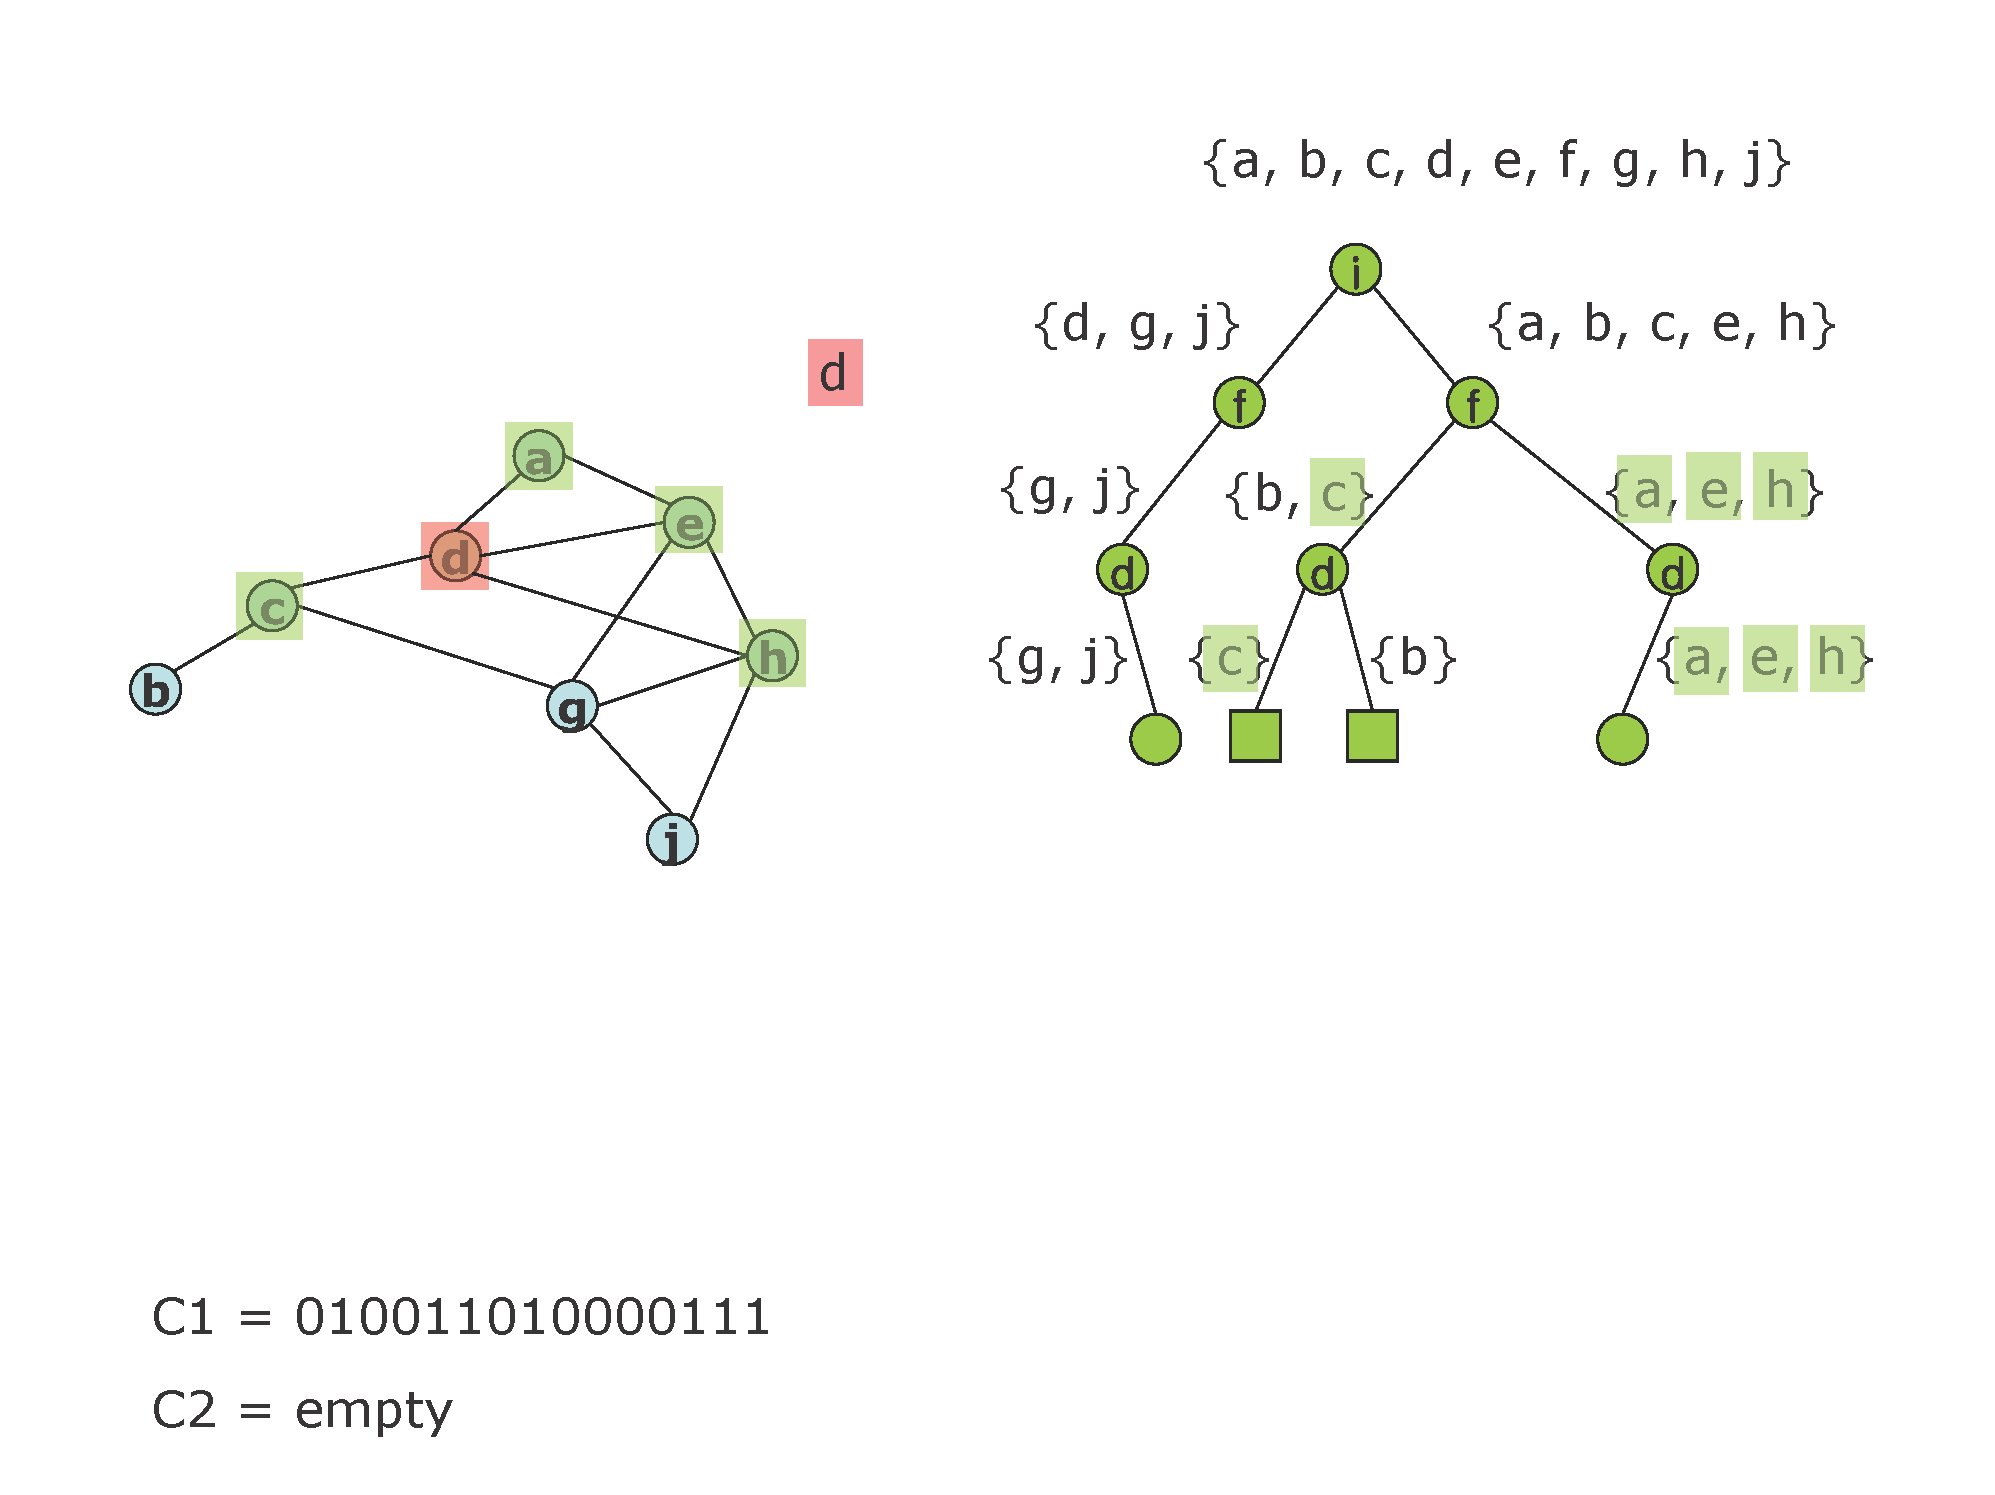 {a, b, c, d, e, f, g, h, j}
i
{d, g, j}
{a, b, c, e, h}
d
f
f
a
{g, j}
{b, c}
{a, e, h}
e
d
d
d
d
c
h
{g, j}
{c}
{b}
{a, e, h}
b
g
j
C1 = 010011010000111
C2 = empty